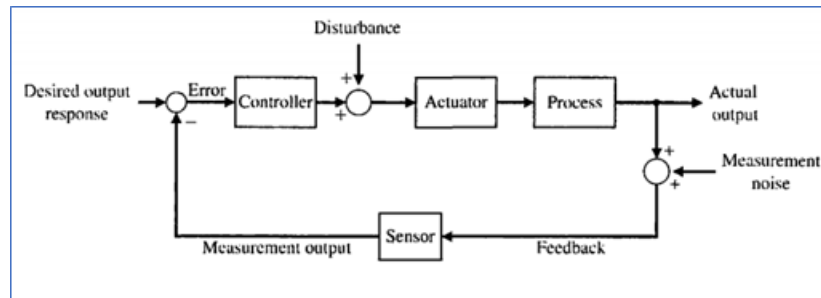 Disturbance
Desired output
response
Error
Controller
+
+
Actuator
Process
Actual
output
−
+
+
Measurement
noise
Measurement output
Sensor
Feedback